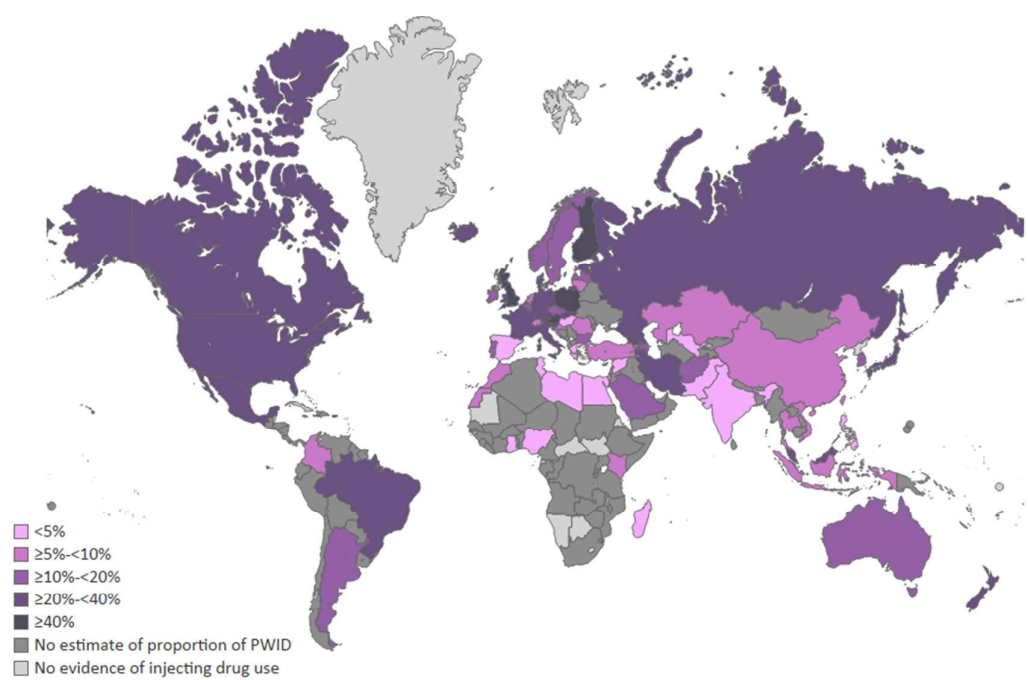 <5%
≥5%-<10%
≥10%-<20%
≥20%-<40%
≥40%
No estimate of proportion of PWID
No evidence of injecting drug use